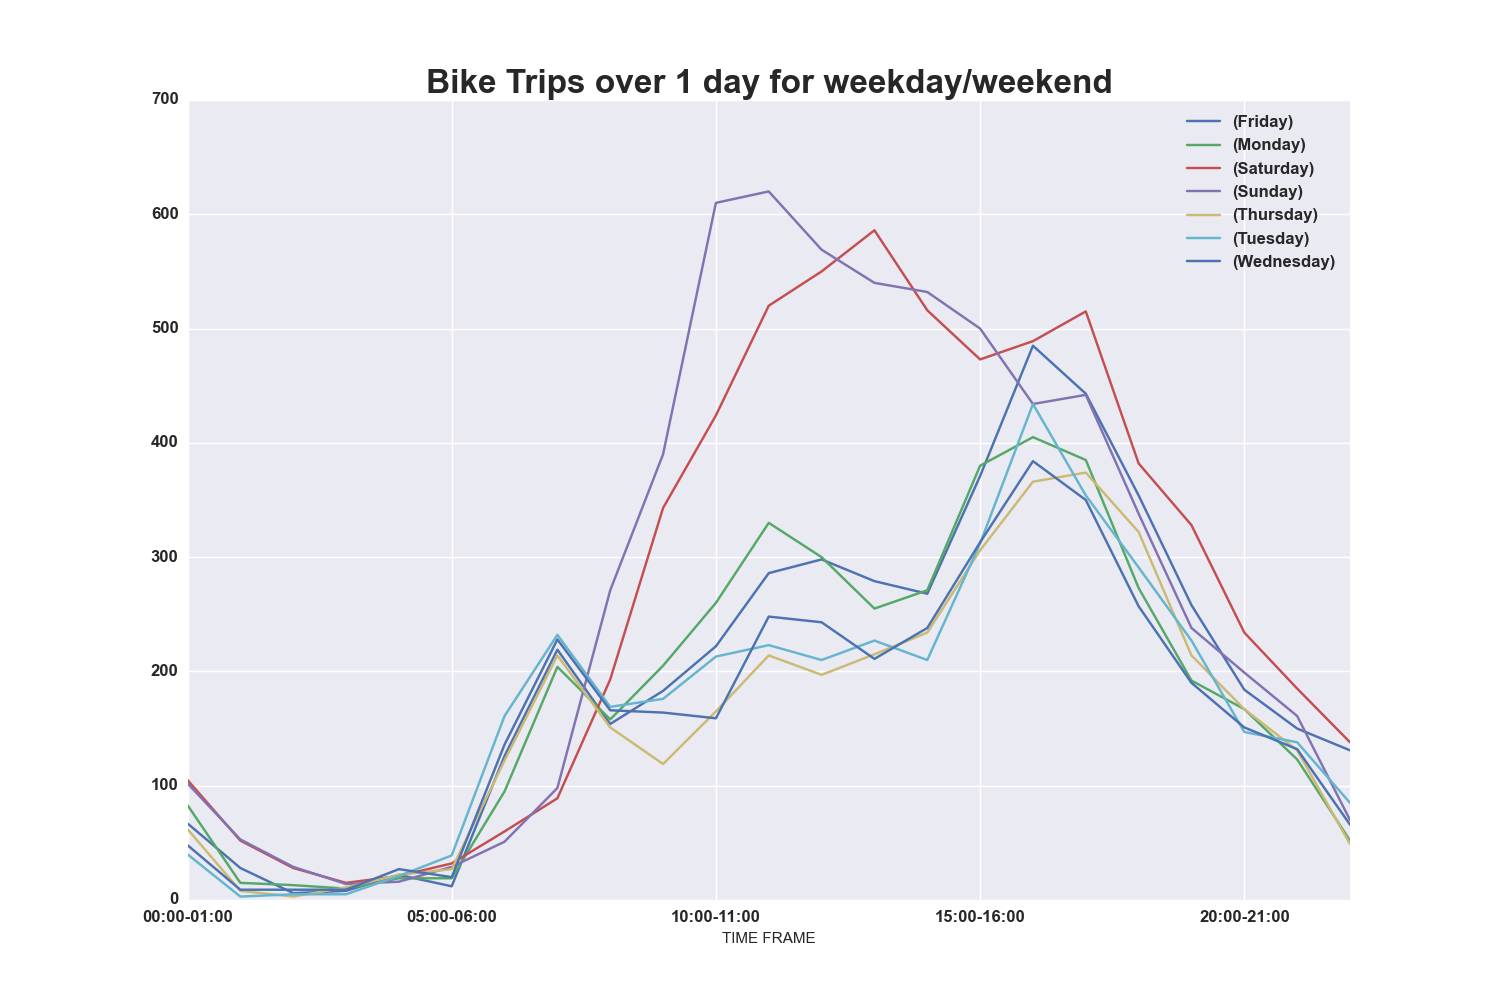 Bike Trips over 1 day for weekday/weekend
700
600
500
400
300
200
100
0
(Friday)
(Monday)
(Saturday)
(Sunday)
(Thursday)
(Tuesday)
(Wednesday)
00:00-01:00 05:00-06:00 10:00-11:00 15:00-16:00 20:00-21:00
TIME FRAME